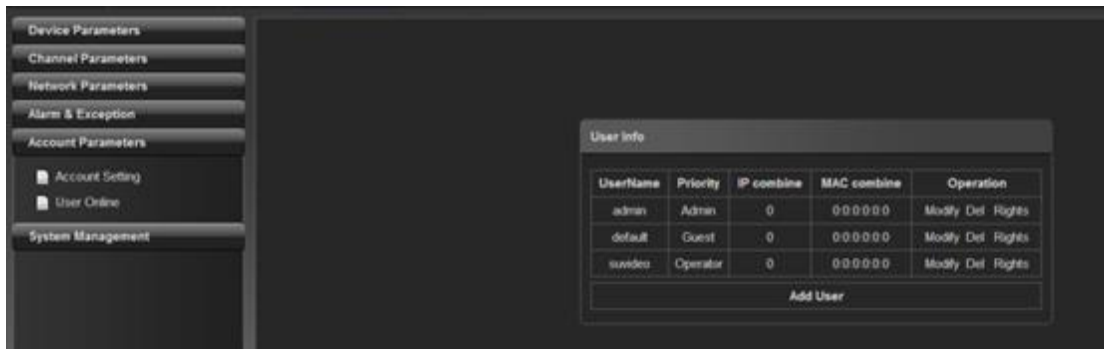 Device Parameters
Channel Parameters
Network Parameters
Alarm & Exception
Account Parameters
Account Setting
User Online
System Management
User Info
UserName Priority IP combine MAC combine Operation
admin Admin 0 0:0:0:0:0:0 Modify Del Rights
default Guest 0 0:0:0:0:0:0 Modify Del Rights
suvideo Operator 0 0:0:0:0:0:0 Modify Del Rights
Add User